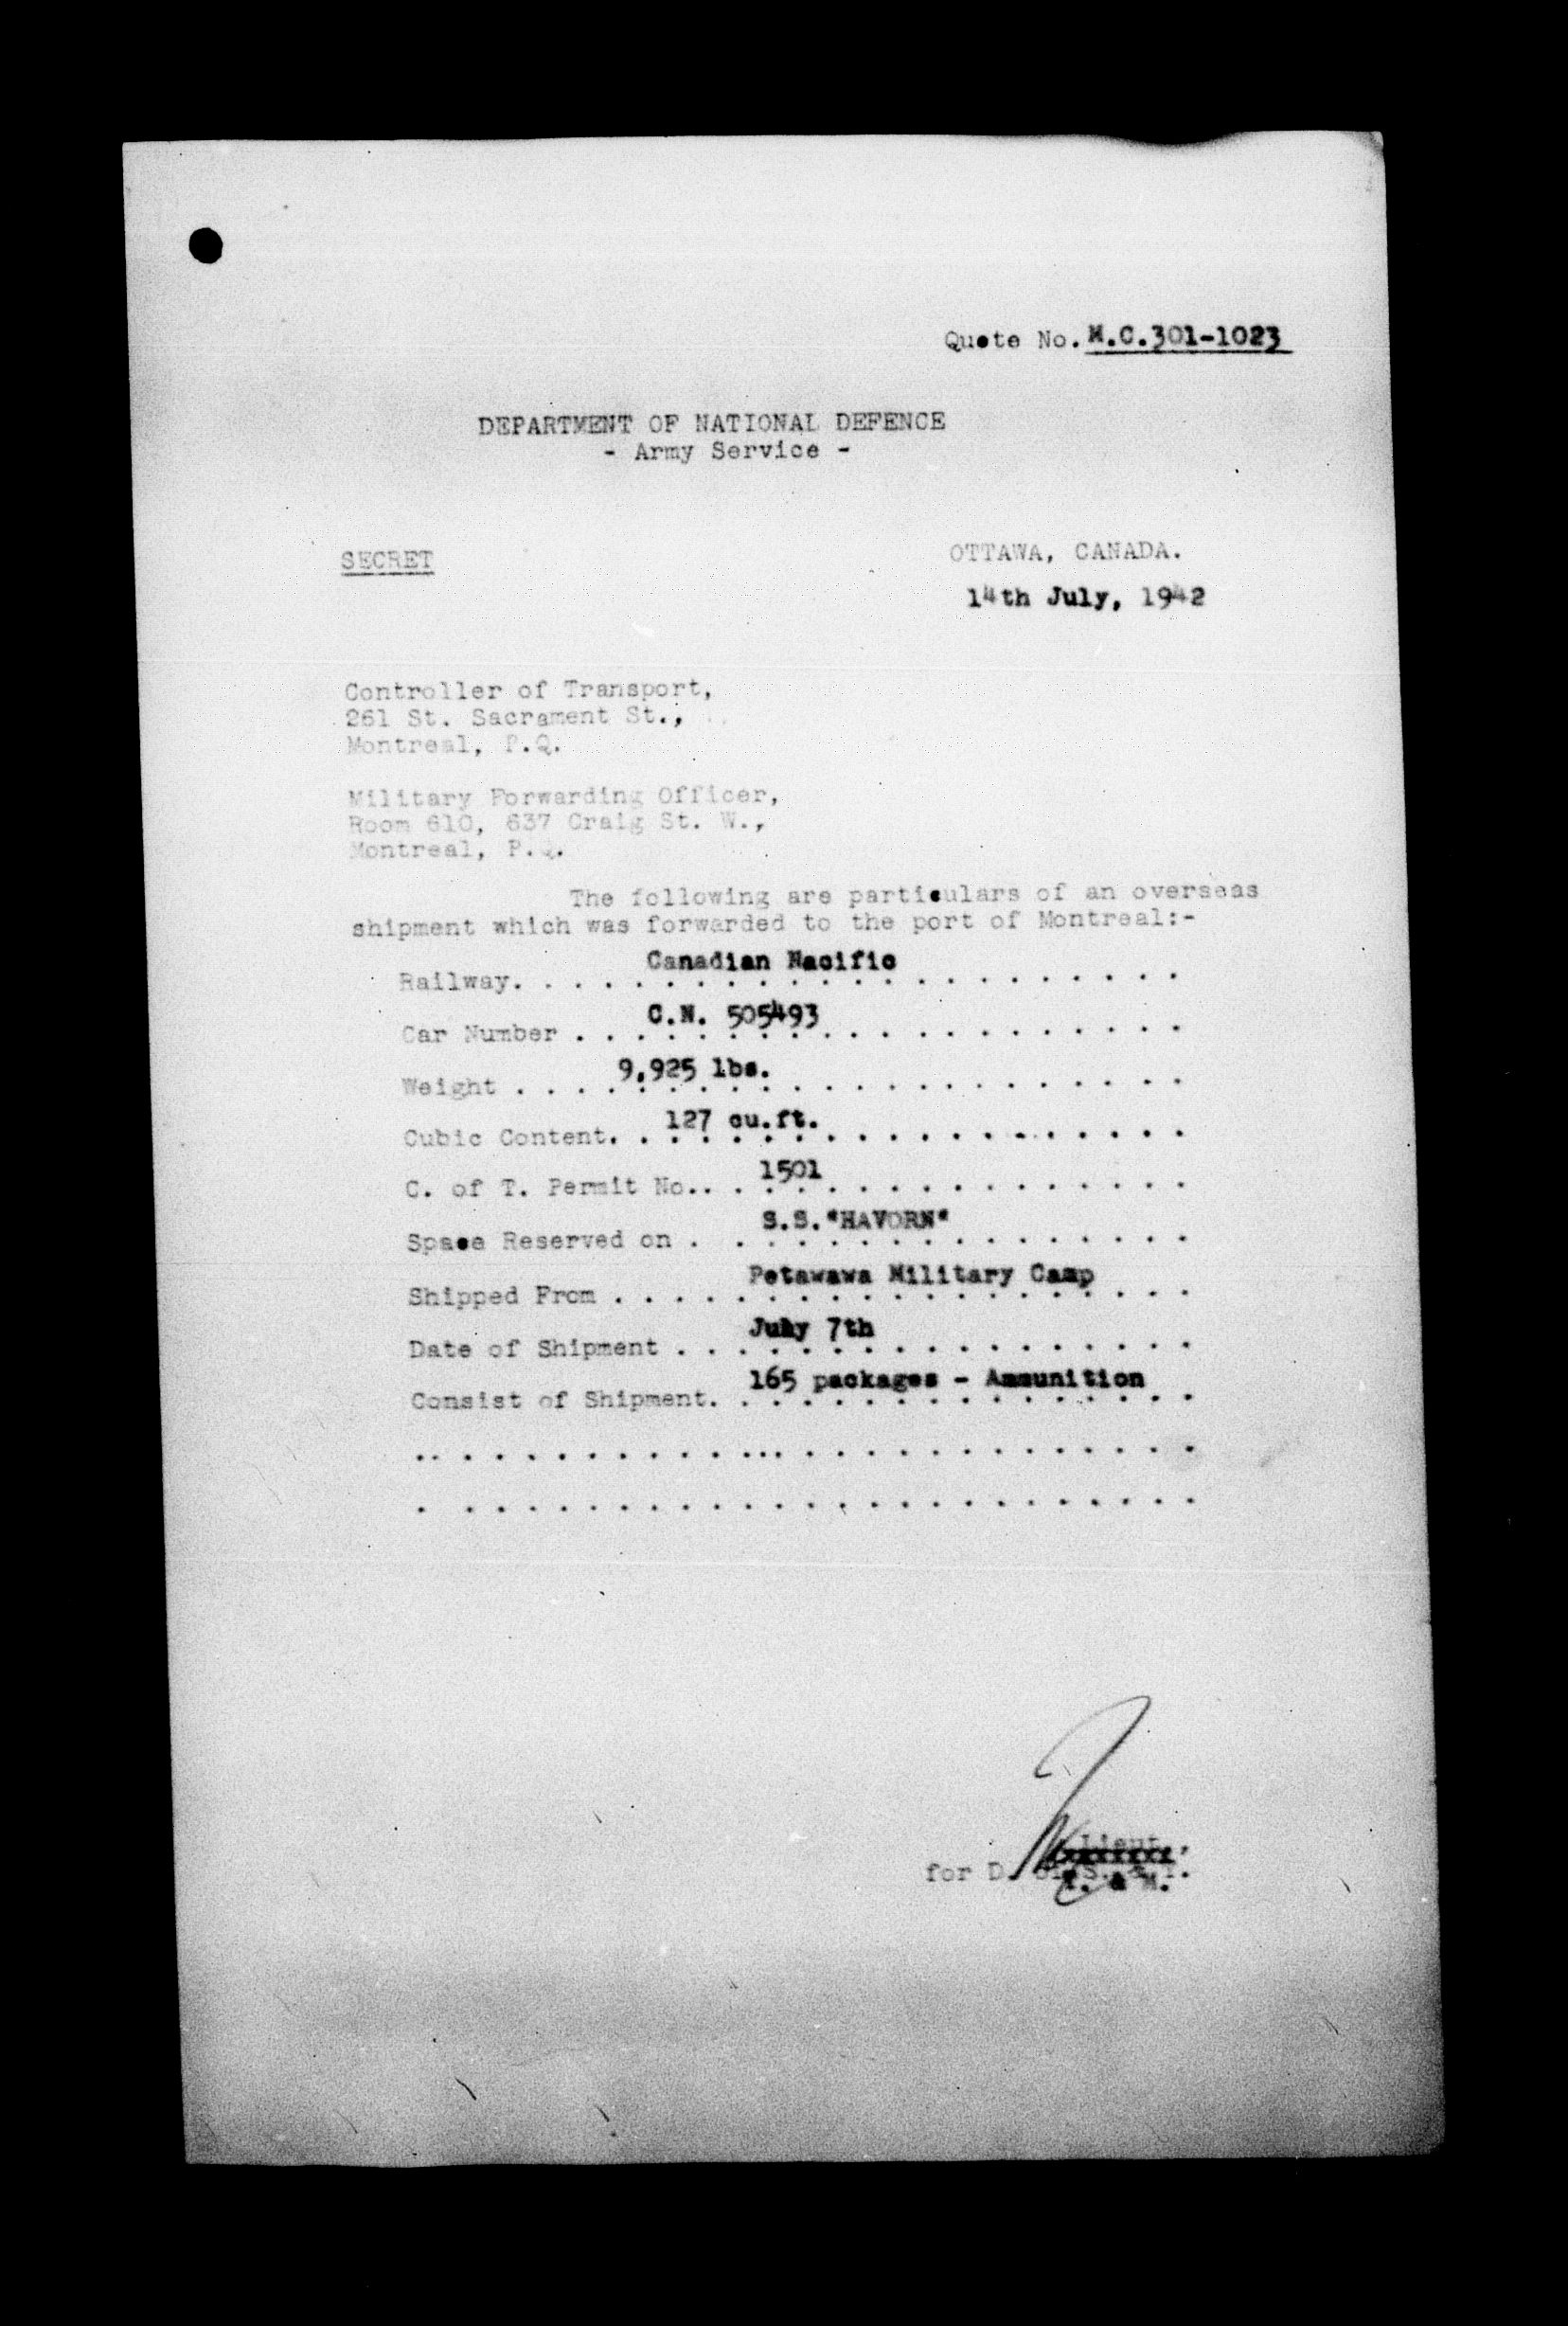 Quote No. M.C.301-1023
DEPARTMENT OF NATIONAL DEFENCE
- Army Service -
SECRET
OTTAWA, CANADA.
14th July, 1942
Controller of Transport,
261 St. Sacrament St.,
Montreal, P.Q.
Military Forwarding Officer,
Room 610, 637 Craig St. W.,
Montreal, P.Q.
The following are particulars of an overseas
shipment which was forwarded to the port of Montreal:-
Railway. . . . Canadian Nacific . . . .
Car Number . . . . C.N. 505493 . . . .
Weight . . . . 9,925 lbs. . . . .
Cubic Content. . . . 127 cu.ft. . . . .
C. of T. Permit No.. . . . 1501 . . . .
Space Reserved on . . . . S.S."HAVORN" . . . .
Shipped From . . . . Petawawa Military Camp . . . .
Date of Shipment . . . . July 7th . . . .
Consist of Shipment. . . . 165 packages - Ammunition . . . .
Lieut.,
for D.
& M.